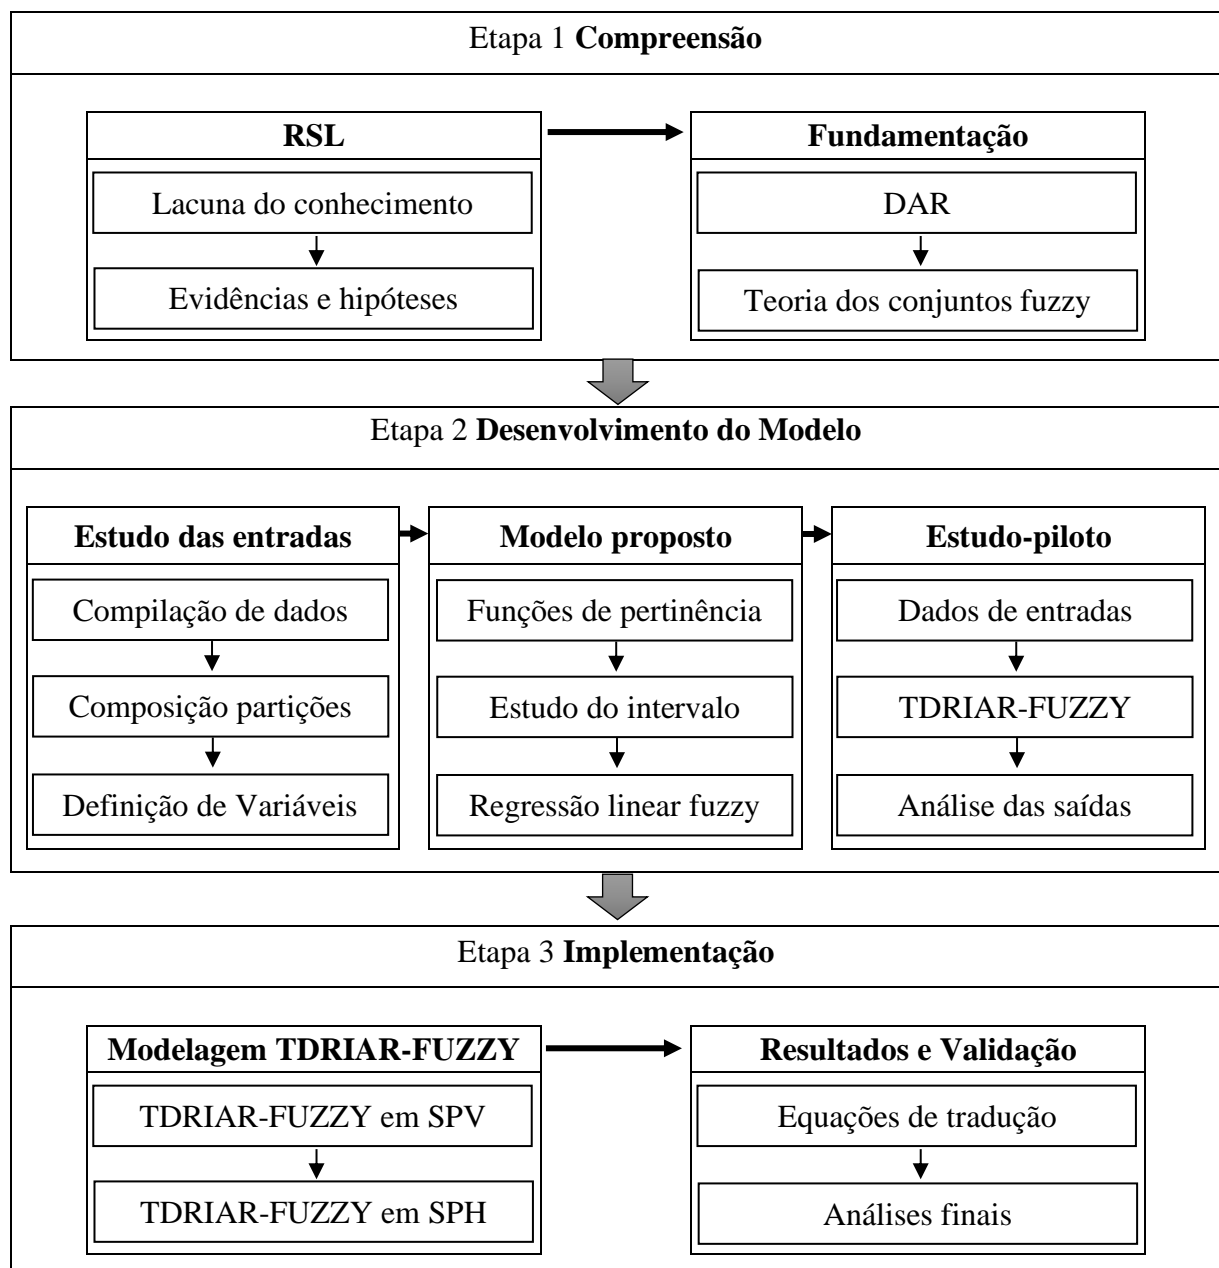 Etapa 1 Compreensão
RSL
Lacuna do conhecimento
Evidências e hipóteses
Fundamentação
DAR
Teoria dos conjuntos fuzzy
Etapa 2 Desenvolvimento do Modelo
Estudo das entradas
Compilação de dados
Composição partições
Definição de Variáveis
Modelo proposto
Funções de pertinência
Estudo do intervalo
Regressão linear fuzzy
Estudo-piloto
Dados de entradas
TDRIAR-FUZZY
Análise das saídas
Etapa 3 Implementação
Modelagem TDRIAR-FUZZY
TDRIAR-FUZZY em SPV
TDRIAR-FUZZY em SPH
Resultados e Validação
Equações de tradução
Análises finais